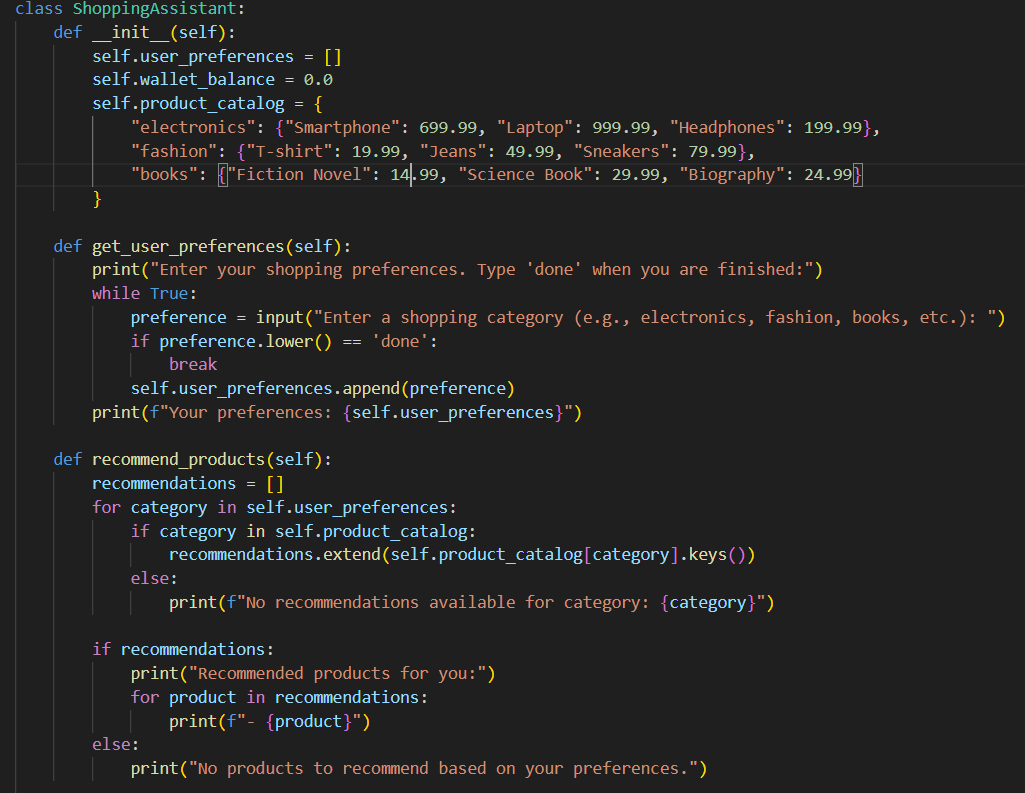 class ShoppingAssistant:
    def __init__(self):
        self.user_preferences = []
        self.wallet_balance = 0.0
        self.product_catalog = {
            "electronics": {"Smartphone": 699.99, "Laptop": 999.99, "Headphones": 199.99},
            "fashion": {"T-shirt": 19.99, "Jeans": 49.99, "Sneakers": 79.99},
            "books": {"Fiction Novel": 14.99, "Science Book": 29.99, "Biography": 24.99}
        }

    def get_user_preferences(self):
        print("Enter your shopping preferences. Type 'done' when you are finished:")
        while True:
            preference = input("Enter a shopping category (e.g., electronics, fashion, books, etc.): ")
            if preference.lower() == 'done':
                break
            self.user_preferences.append(preference)
        print(f"Your preferences: {self.user_preferences}")

    def recommend_products(self):
        recommendations = []
        for category in self.user_preferences:
            if category in self.product_catalog:
                recommendations.extend(self.product_catalog[category].keys())
            else:
                print(f"No recommendations available for category: {category}")

        if recommendations:
            print("Recommended products for you:")
            for product in recommendations:
                print(f"- {product}")
        else:
            print("No products to recommend based on your preferences.")